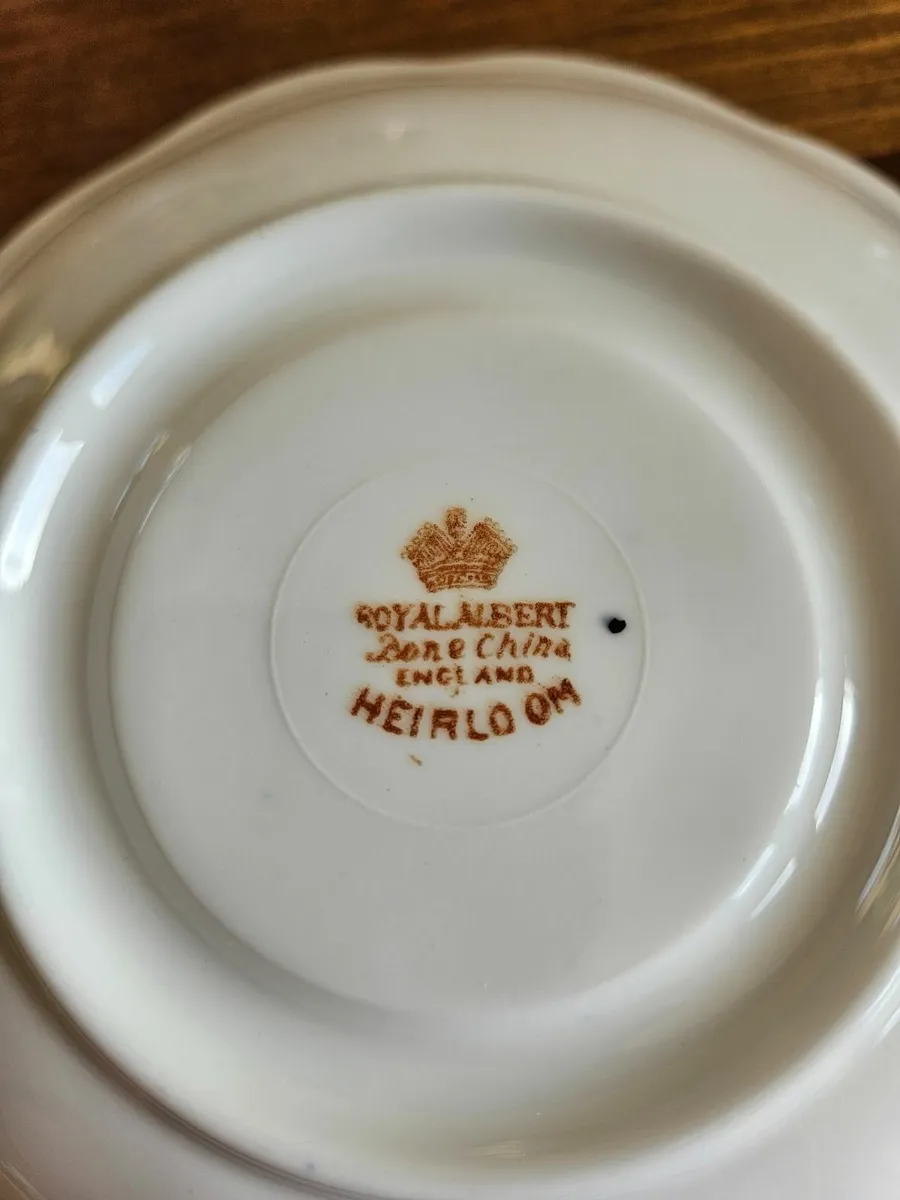 ROYAL ALBERT
Bone China
ENGLAND
HEIRLOOM